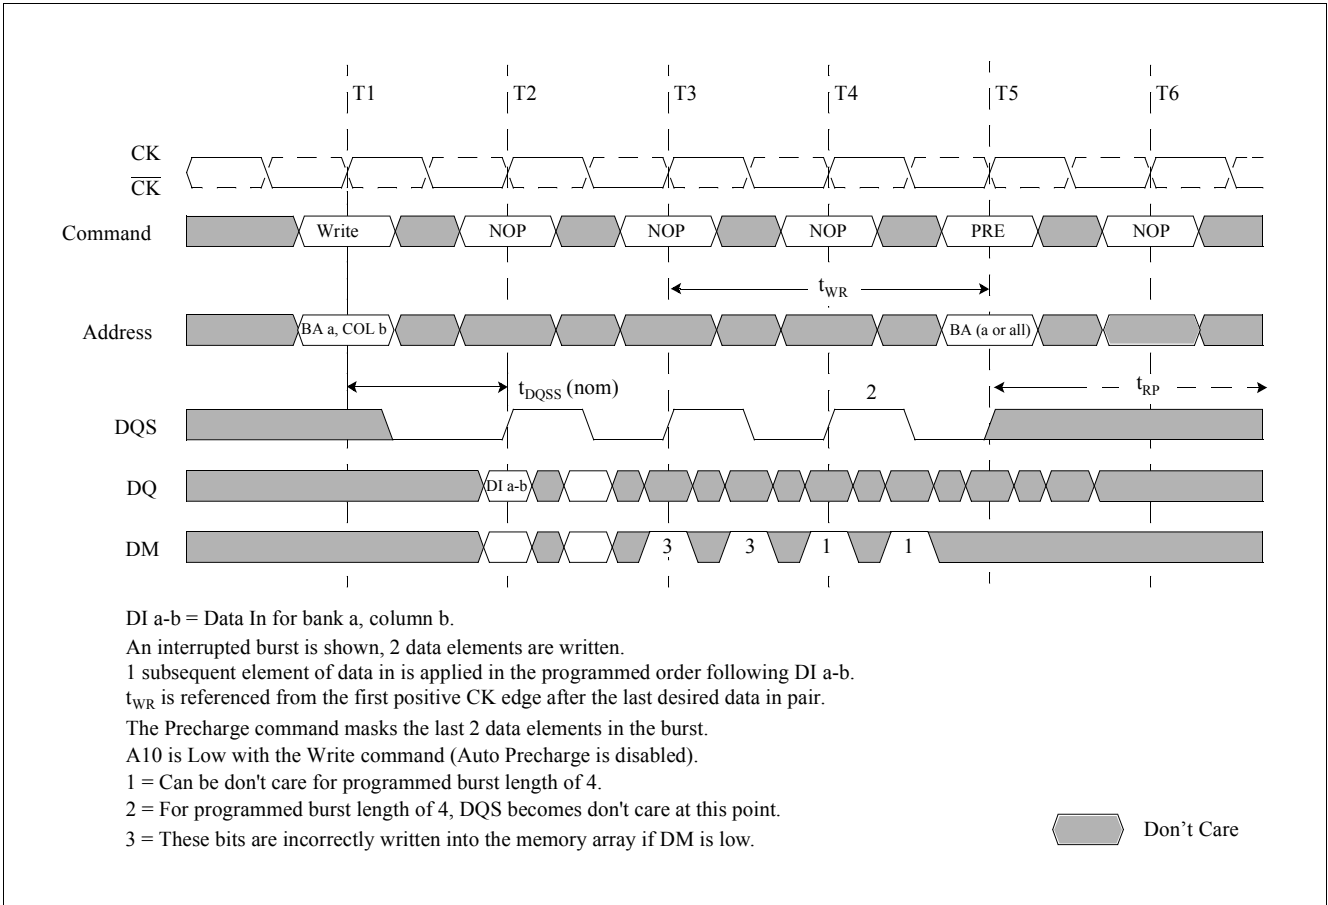 T1 T2 T3 T4 T5 T6
CK
CK
Command Write NOP NOP NOP PRE NOP
tWR
Address BA a, COL b BA (a or all)
tDQSS (nom) 2 tRP
DQS
DQ DI a-b
DM 3 3 1 1
DI a-b = Data In for bank a, column b.
An interrupted burst is shown, 2 data elements are written.
1 subsequent element of data in is applied in the programmed order following DI a-b.
tWR is referenced from the first positive CK edge after the last desired data in pair.
The Precharge command masks the last 2 data elements in the burst.
A10 is Low with the Write command (Auto Precharge is disabled).
1 = Can be don't care for programmed burst length of 4.
2 = For programmed burst length of 4, DQS becomes don't care at this point.
3 = These bits are incorrectly written into the memory array if DM is low.
Don’t Care